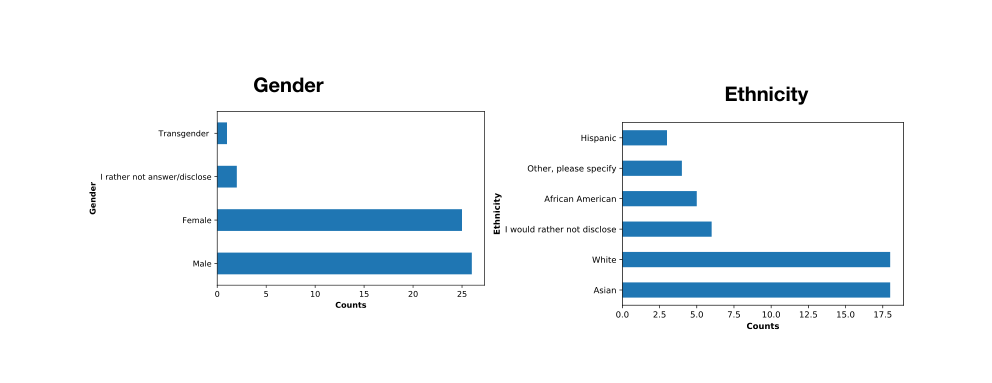 Gender
Transgender
I rather not answer/disclose
Female
Male
Gender
0 5 10 15 20 25
Counts
Ethnicity
Hispanic
Other, please specify
African American
I would rather not disclose
White
Asian
Ethnicity
0.0 2.5 5.0 7.5 10.0 12.5 15.0 17.5
Counts